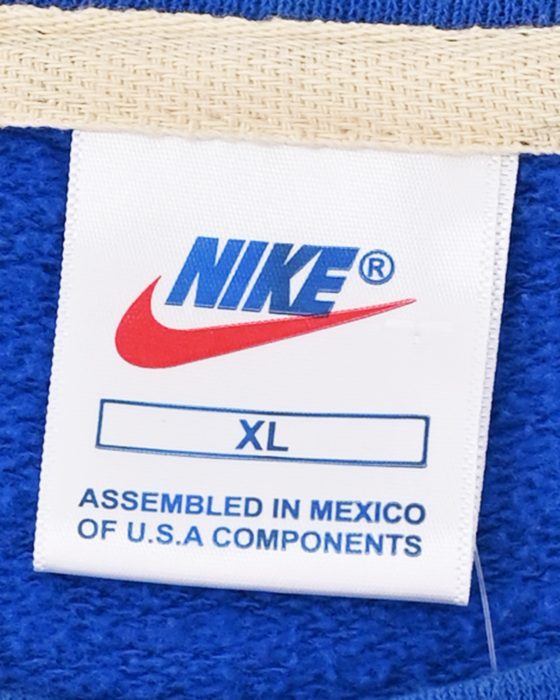 NIKE®
XL
ASSEMBLED IN MEXICO
OF U.S.A COMPONENTS